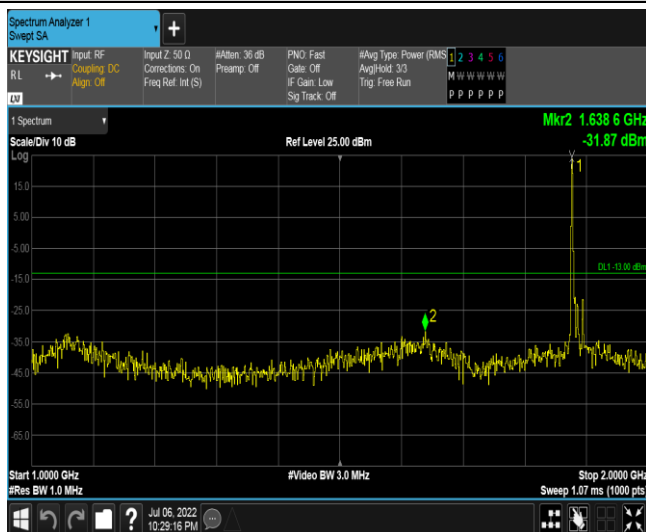 Spectrum Analyzer 1
Swept SA
+
KEYSIGHT
RL
LXI
Input: RF
Coupling: DC
Align: Off
Input Z: 50 Ω
Corrections: On
Freq Ref: Int (S)
#Atten: 36 dB
Preamp: Off
PNO: Fast
Gate: Off
IF Gain: Low
Sig Track: Off
#Avg Type: Power (RMS
Avg|Hold: 3/3
Trig: Free Run
1 2 3 4 5 6
M W W W W W
P P P P P P
1 Spectrum
Scale/Div 10 dB
Ref Level 25.00 dBm
Mkr2 1.638 6 GHz
-31.87 dBm
Log
15.0
5.00
-5.00
-15.0
-25.0
-35.0
-45.0
-55.0
-65.0
1
DL1 -13.00 dBm
2
Start 1.0000 GHz
#Res BW 1.0 MHz
#Video BW 3.0 MHz
Stop 2.0000 GHz
Sweep 1.07 ms (1000 pts)
?
Jul 06, 2022
10:29:16 PM